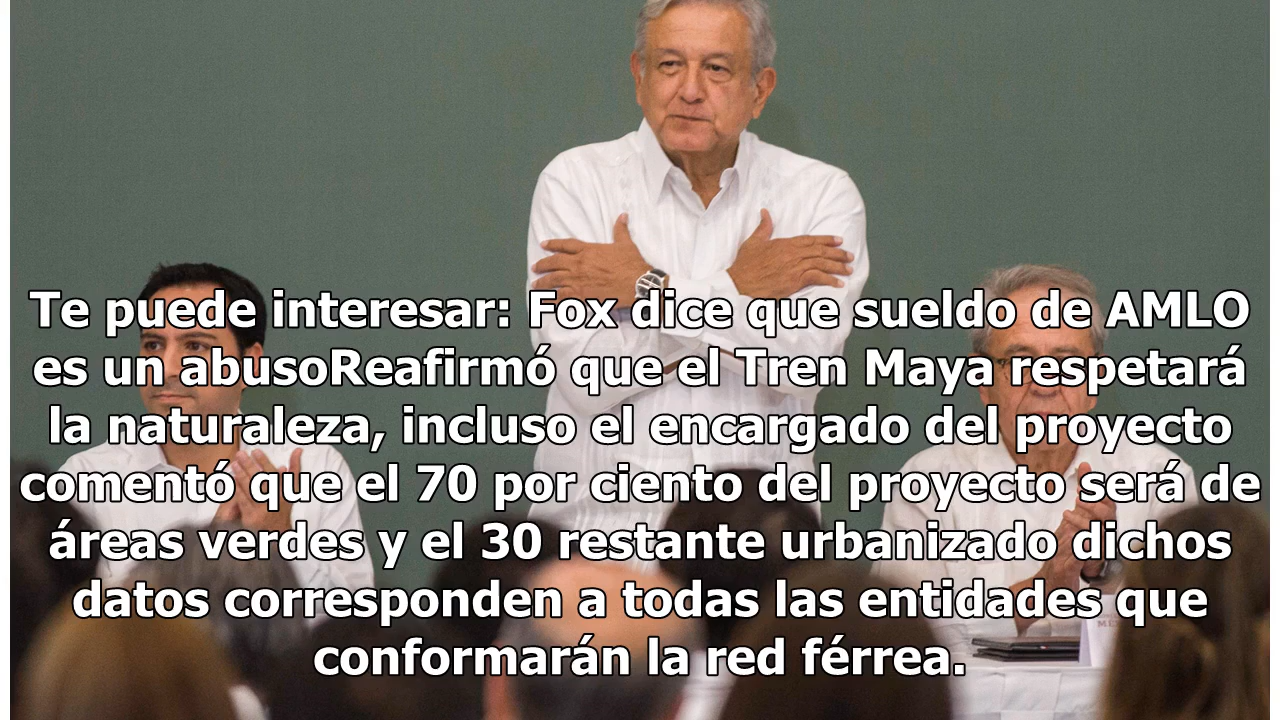 Te puede interesar: Fox dice que sueldo de AMLO
es un abusoReafirmó que el Tren Maya respetará
la naturaleza, incluso el encargado del proyecto
comentó que el 70 por ciento del proyecto será de
áreas verdes y el 30 restante urbanizado dichos
datos corresponden a todas las entidades que
conformarán la red férrea.